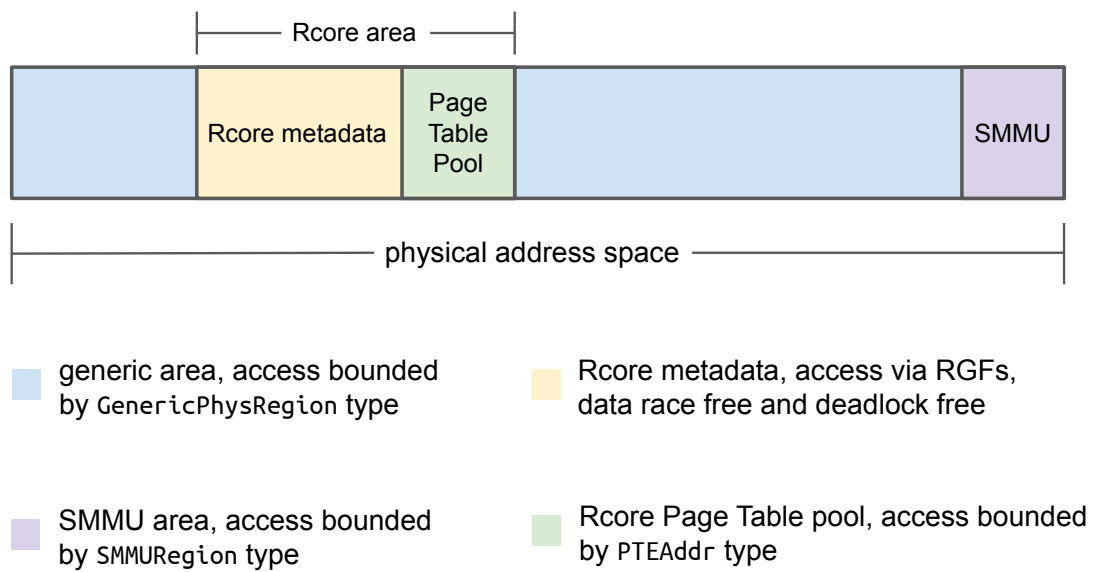 Rcore area
Rcore metadata
Page
Table
Pool
SMMU
physical address space
generic area, access bounded
by GenericPhysRegion type
Rcore metadata, access via RGFs,
data race free and deadlock free
SMMU area, access bounded
by SMMURegion type
Rcore Page Table pool, access bounded
by PTEAddr type